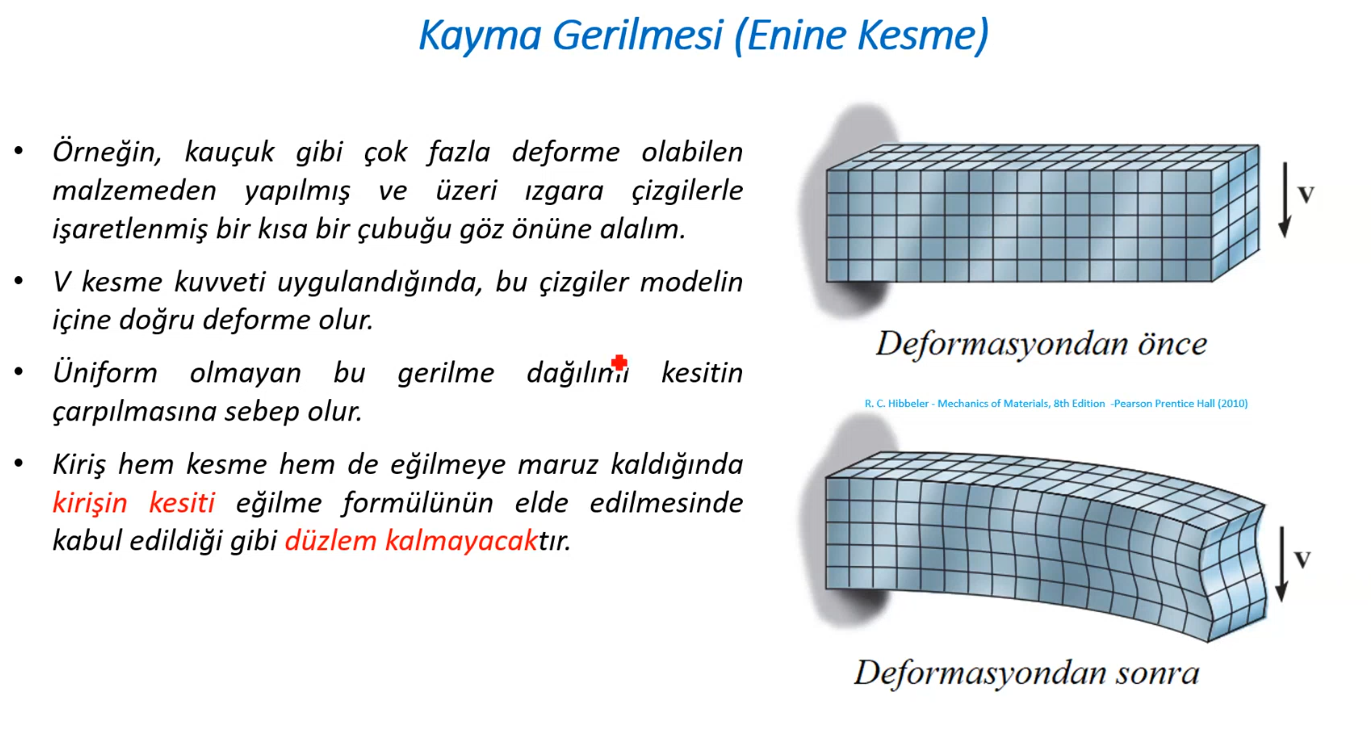 Kayma Gerilmesi (Enine Kesme)
• Örneğin, kauçuk gibi çok fazla deforme olabilen
malzemeden yapılmış ve üzeri ızgara çizgilerle
işaretlenmiş bir kısa bir çubuğu göz önüne alalım.
• V kesme kuvveti uygulandığında, bu çizgiler modelin
içine doğru deforme olur.
• Üniform olmayan bu gerilme dağılımı kesitin
çarpılmasına sebep olur.
• Kiriş hem kesme hem de eğilmeye maruz kaldığında
kirişin kesiti eğilme formülünün elde edilmesinde
kabul edildiği gibi düzlem kalmayacaktır.
V
Deformasyondan önce
R. C. Hibbeler - Mechanics of Materials, 8th Edition -Pearson Prentice Hall (2010)
V
Deformasyondan sonra